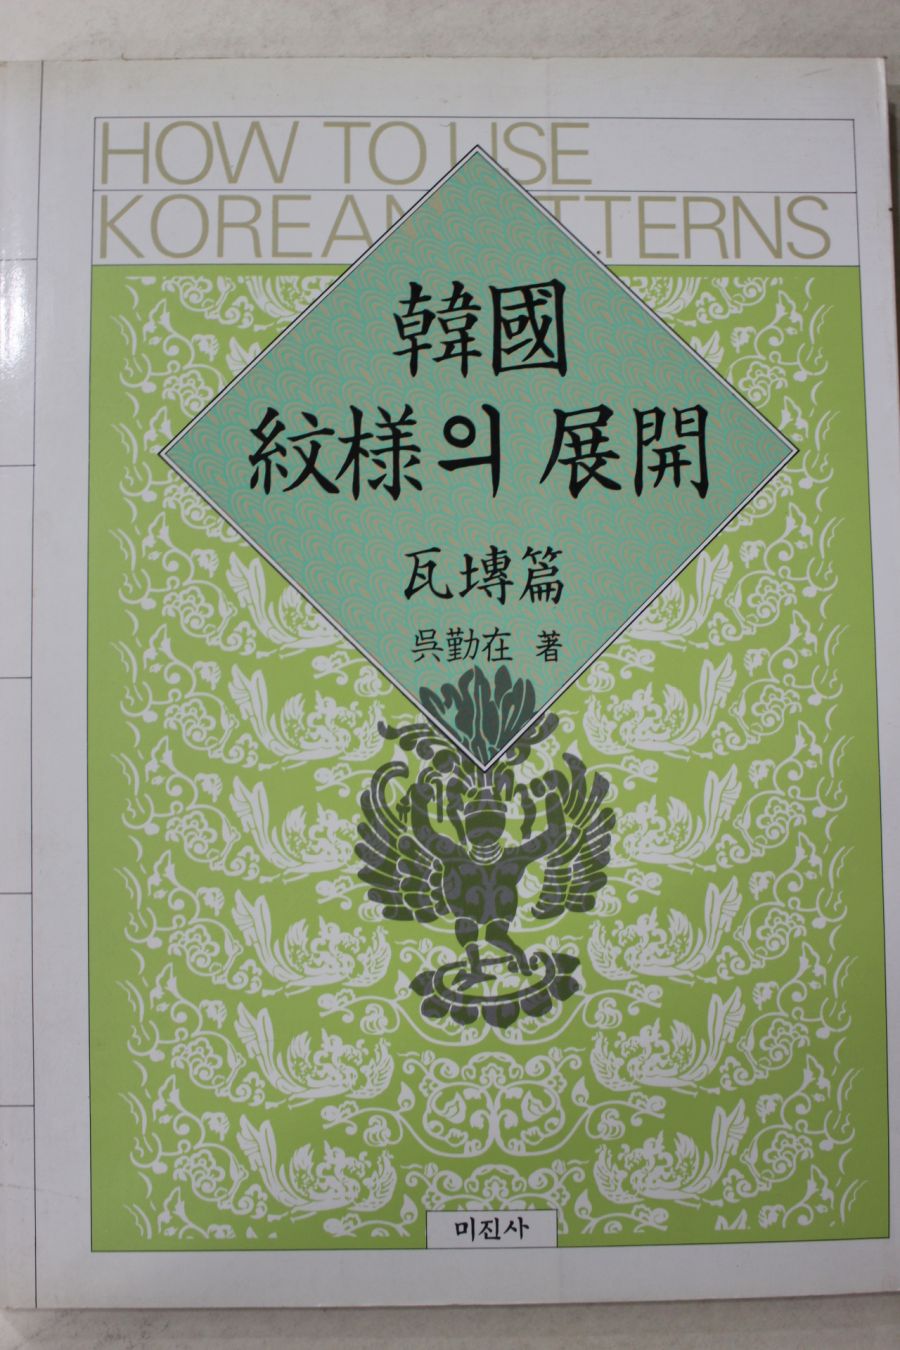 HOW TO USE
KOREAN PATTERNS
韓國
紋様의 展開
瓦塼篇
吳勤在 著
미진사